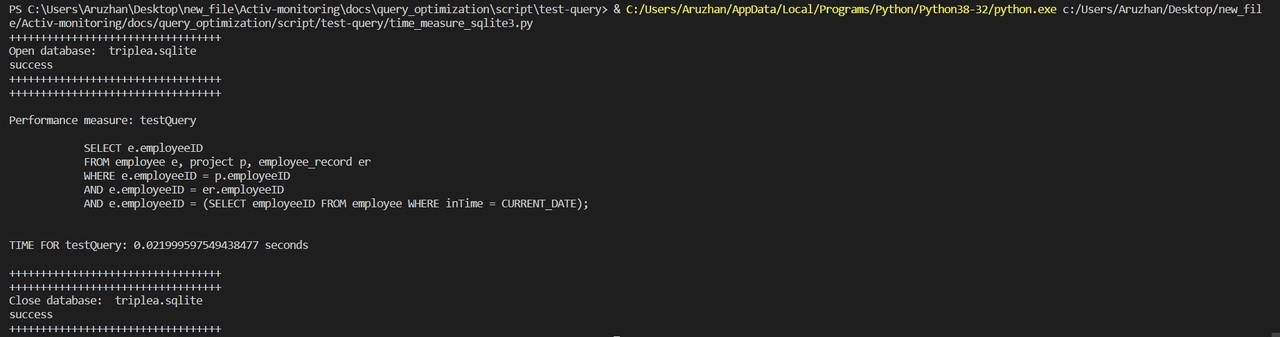 PS C:\Users\Aruzhan\Desktop\new_file\Activ-monitoring\docs\query_optimization\script\test-query> & C:/Users/Aruzhan/AppData/Local/Programs/Python/Python38-32/python.exe c:/Users/Aruzhan/Desktop/new_fil
e/Activ-monitoring/docs/query_optimization/script/test-query/time_measure_sqlite3.py
++++++++++++++++++++++++++++++++++
Open database:  triplea.sqlite
success
++++++++++++++++++++++++++++++++++
++++++++++++++++++++++++++++++++++
Performance measure: testQuery
SELECT e.employeeID
FROM employee e, project p, employee_record er
WHERE e.employeeID = p.employeeID
AND e.employeeID = er.employeeID
AND e.employeeID = (SELECT employeeID FROM employee WHERE inTime = CURRENT_DATE);
TIME FOR testQuery: 0.021999597549438477 seconds
++++++++++++++++++++++++++++++++++
++++++++++++++++++++++++++++++++++
Close database:  triplea.sqlite
success
++++++++++++++++++++++++++++++++++